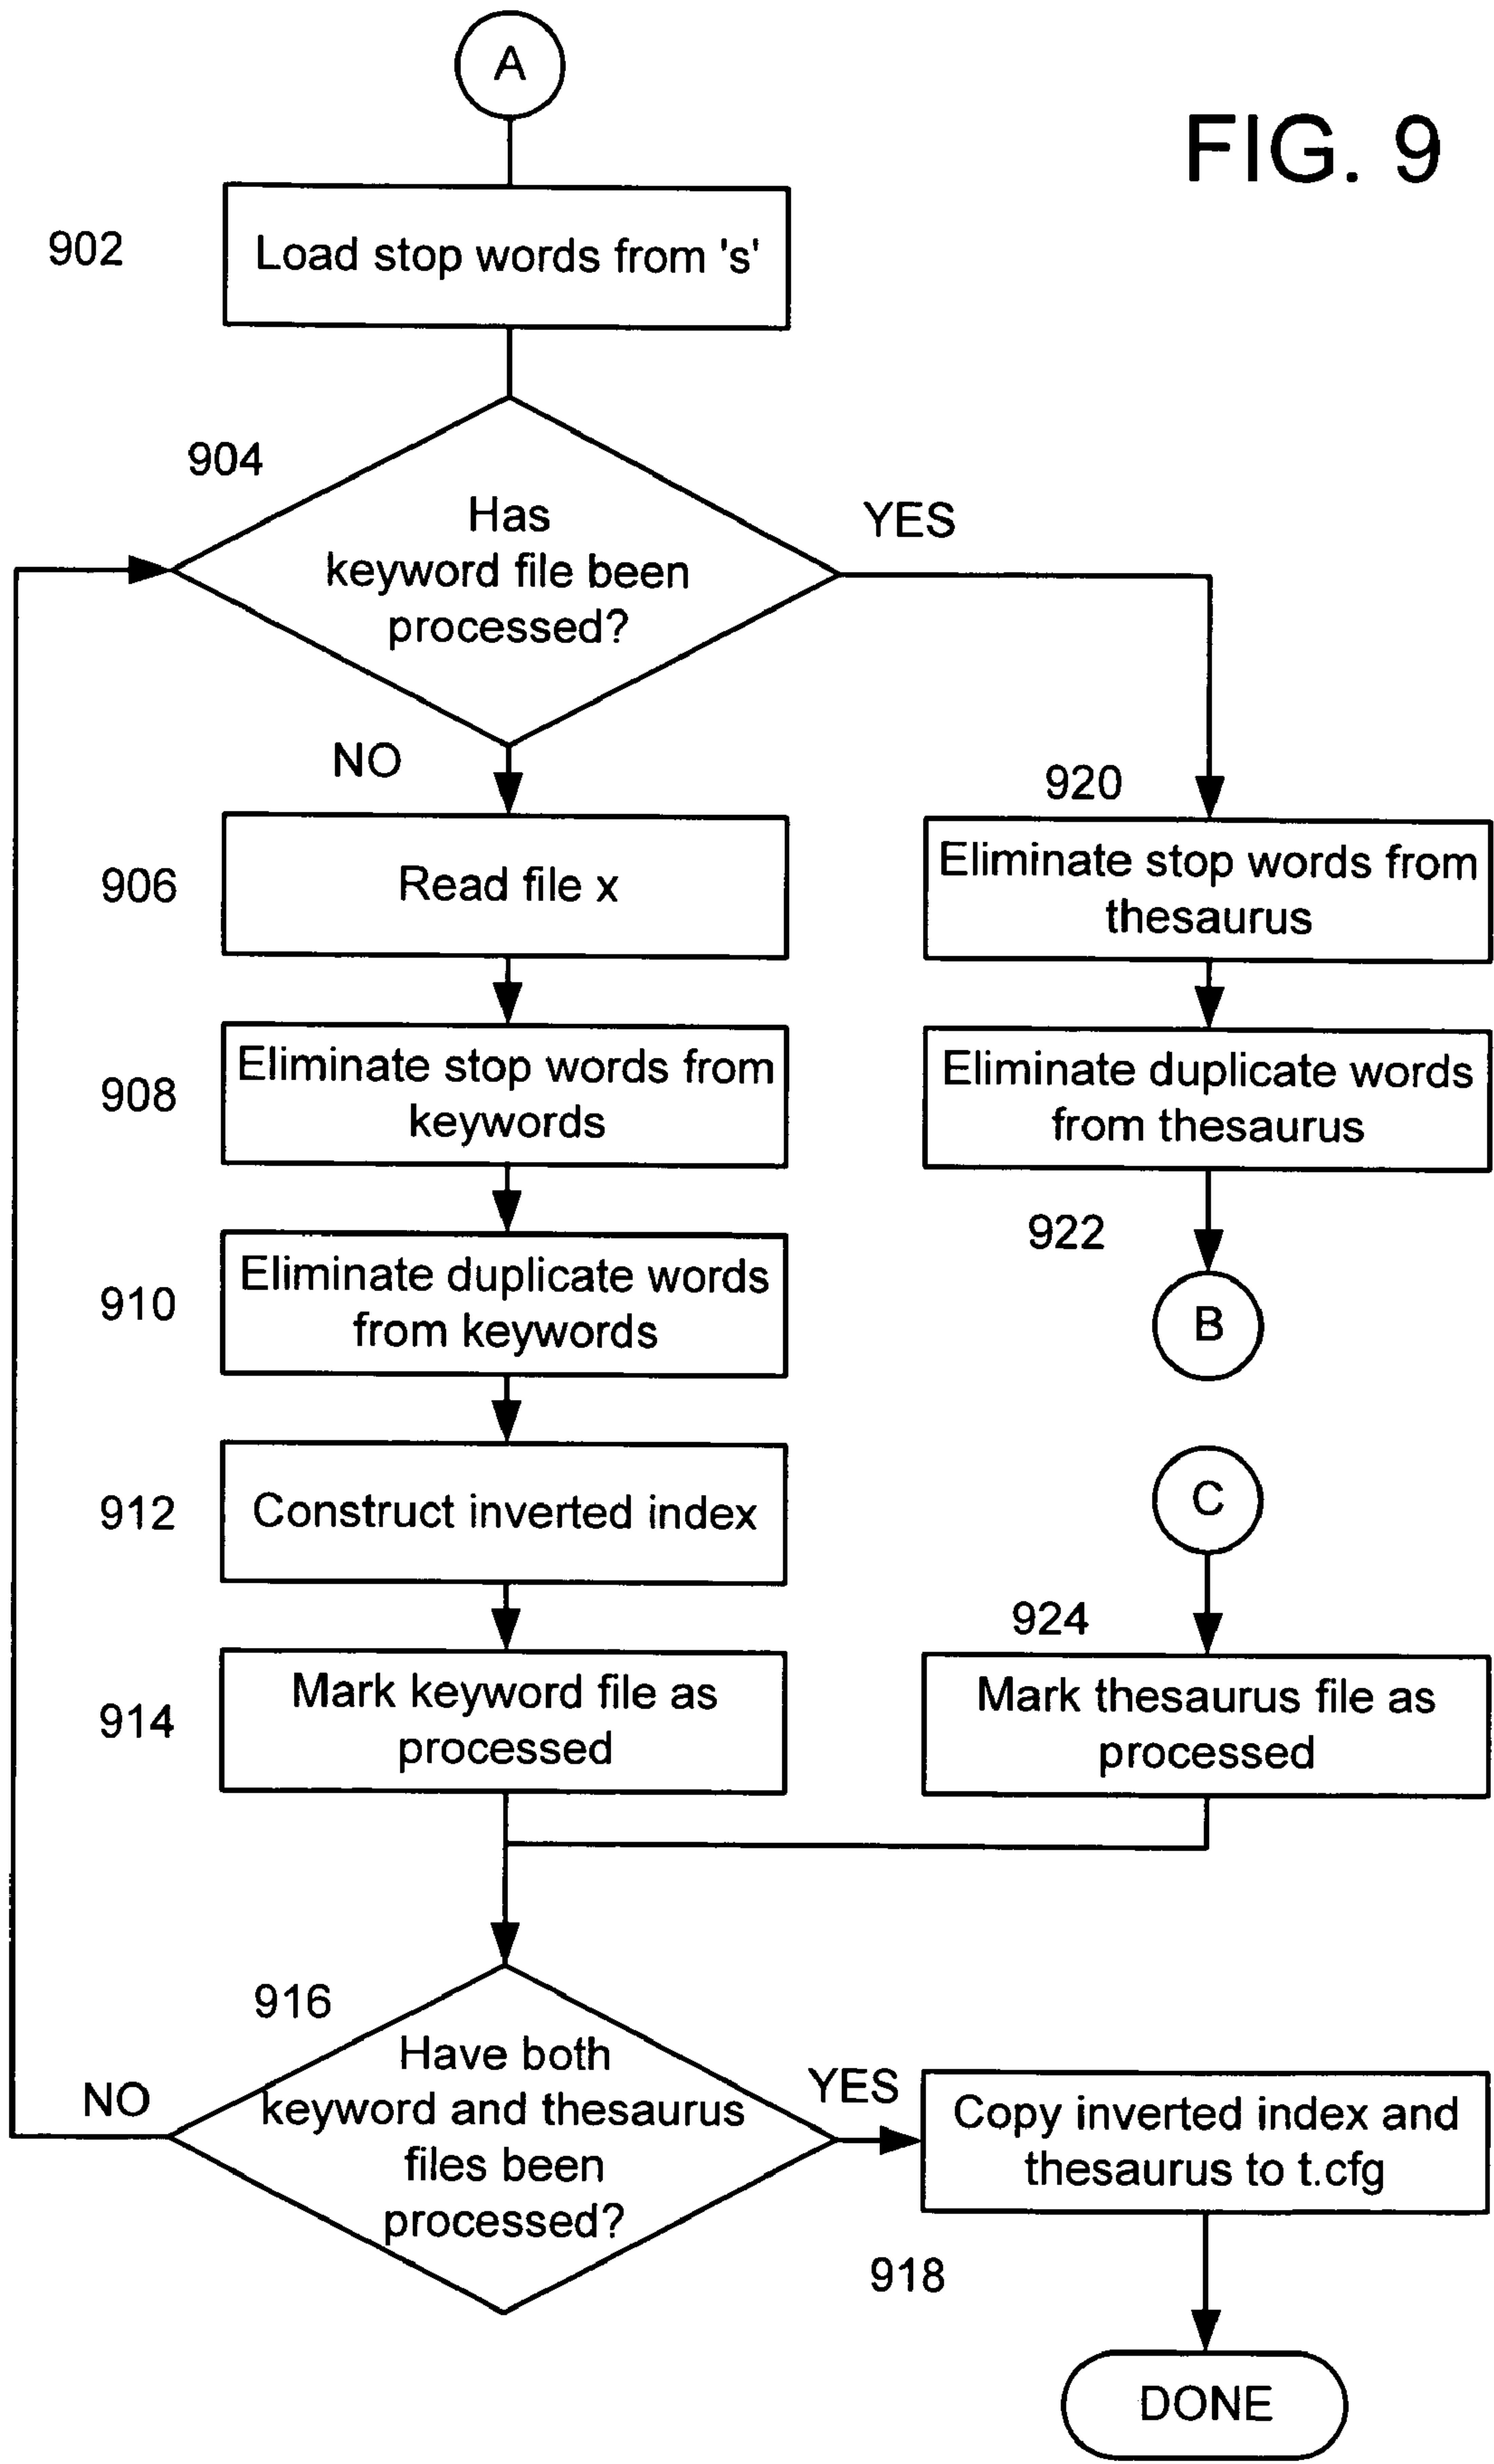 A
FIG. 9
902
Load stop words from 's'
904
Has
keyword file been
processed?
YES
NO
906
Read file x
920
Eliminate stop words from
thesaurus
908
Eliminate stop words from
keywords
Eliminate duplicate words
from thesaurus
922
910
Eliminate duplicate words
from keywords
B
912
Construct inverted index
C
924
914
Mark keyword file as
processed
Mark thesaurus file as
processed
916
Have both
keyword and thesaurus
files been
processed?
NO
YES
Copy inverted index and
thesaurus to t.cfg
918
DONE